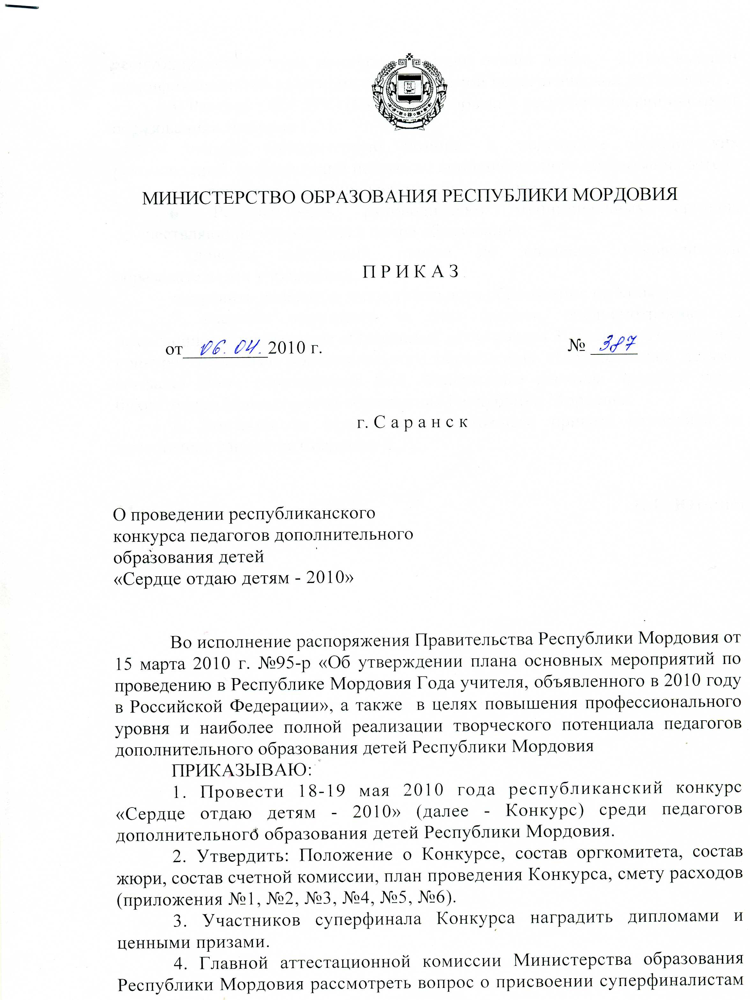 МИНИСТЕРСТВО ОБРАЗОВАНИЯ РЕСПУБЛИКИ МОРДОВИЯ
П Р И К А З
от 06.04. 2010 г. № 387
г. С а р а н с к
О проведении республиканского
конкурса педагогов дополнительного
образования детей
«Сердце отдаю детям - 2010»
Во исполнение распоряжения Правительства Республики Мордовия от
15 марта 2010 г. №95-р «Об утверждении плана основных мероприятий по
проведению в Республике Мордовия Года учителя, объявленного в 2010 году
в Российской Федерации», а также в целях повышения профессионального
уровня и наиболее полной реализации творческого потенциала педагогов
дополнительного образования детей Республики Мордовия
ПРИКАЗЫВАЮ:
1. Провести 18-19 мая 2010 года республиканский конкурс
«Сердце отдаю детям - 2010» (далее - Конкурс) среди педагогов
дополнительного образования детей Республики Мордовия.
2. Утвердить: Положение о Конкурсе, состав оргкомитета, состав
жюри, состав счетной комиссии, план проведения Конкурса, смету расходов
(приложения №1, №2, №3, №4, №5, №6).
3. Участников суперфинала Конкурса наградить дипломами и
ценными призами.
4. Главной аттестационной комиссии Министерства образования
Республики Мордовия рассмотреть вопрос о присвоении суперфиналистам